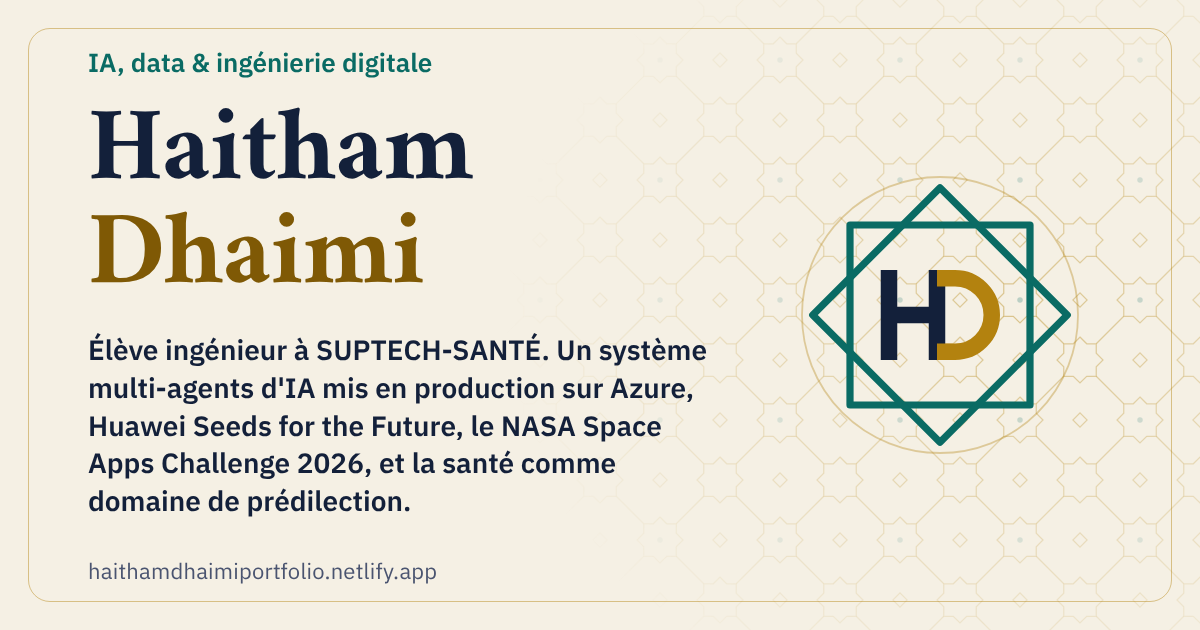 IA, data & ingénierie digitale
Haitham
Dhaimi
Élève ingénieur à SUPTECH-SANTÉ. Un système
multi-agents d'IA mis en production sur Azure,
Huawei Seeds for the Future, le NASA Space
Apps Challenge 2026, et la santé comme
domaine de prédilection.
haithamdhaimiportfolio.netlify.app
HD